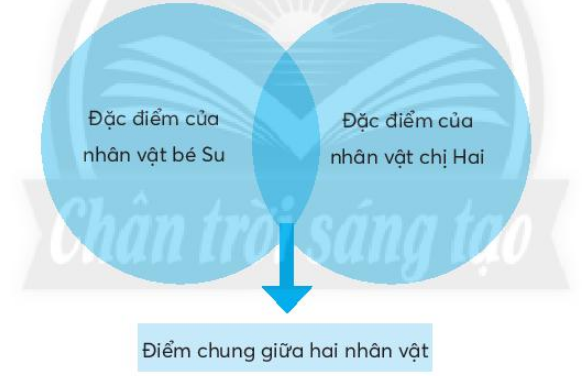 Đặc điểm của
nhân vật bé Su
Đặc điểm của
nhân vật chị Hai
Chân trời sáng tạo
Điểm chung giữa hai nhân vật